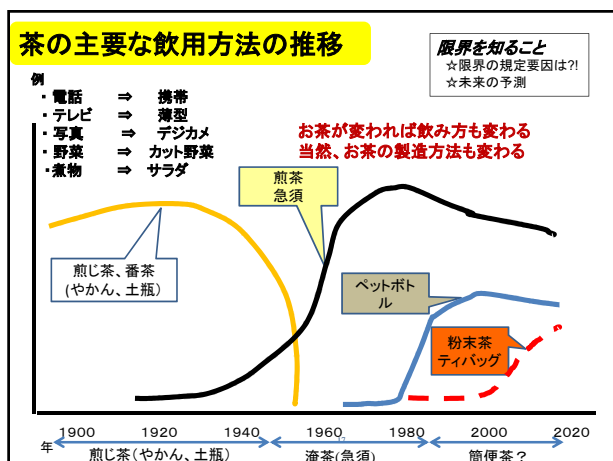 茶の主要な飲用方法の推移
限界を知ること
☆限界の規定要因は?!
☆未来の予測
例
・電話 ⇒ 携帯
・テレビ ⇒ 薄型
・写真 ⇒ デジカメ
・野菜 ⇒ カット野菜
・煮物 ⇒ サラダ
お茶が変われば飲み方も変わる
当然、お茶の製造方法も変わる
煎茶
急須
煎じ茶、番茶
(やかん、土瓶)
ペットボト
ル
粉末茶
ティバッグ
1900 1920 1940 1960 1980 2000 2020
年
煎じ茶(やかん、土瓶) 淹茶(急須) 簡便茶?